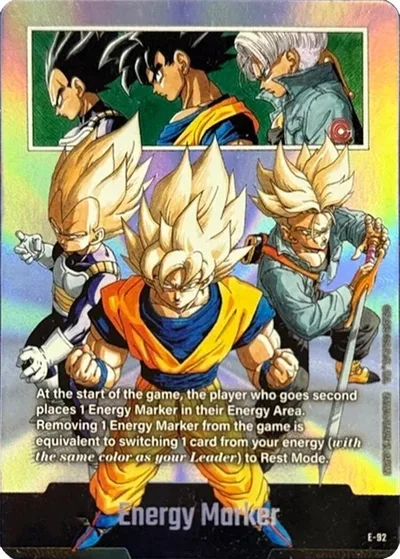 At the start of the game, the player who goes second
places 1 Energy Marker in their Energy Area.
Removing 1 Energy Marker from the game is
equivalent to switching 1 card from your energy (with
the same color as your Leader) to Rest Mode.
Energy Marker
E-92